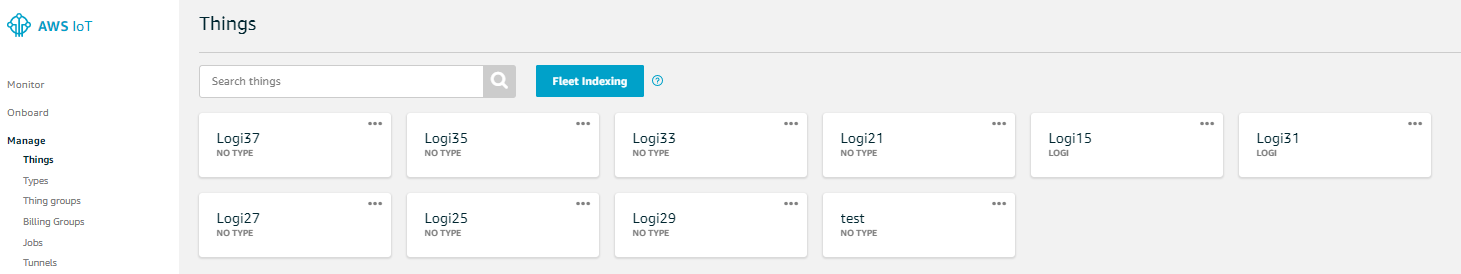 AWS IoT
Monitor
Onboard
Manage
Things
Types
Thing groups
Billing Groups
Jobs
Tunnels
Things
Search things
Fleet Indexing
?
Logi37
NO TYPE
Logi35
NO TYPE
Logi33
NO TYPE
Logi21
NO TYPE
Logi15
LOGI
Logi31
LOGI
Logi27
NO TYPE
Logi25
NO TYPE
Logi29
NO TYPE
test
NO TYPE